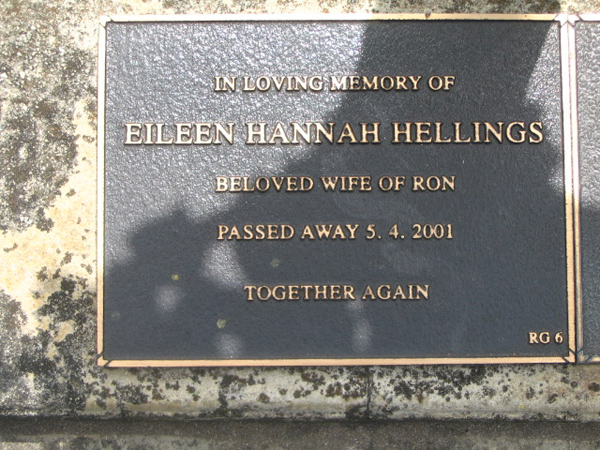 IN LOVING MEMORY OF
EILEEN HANNAH HELLINGS
BELOVED WIFE OF RON
PASSED AWAY 5. 4. 2001
TOGETHER AGAIN
RG 6